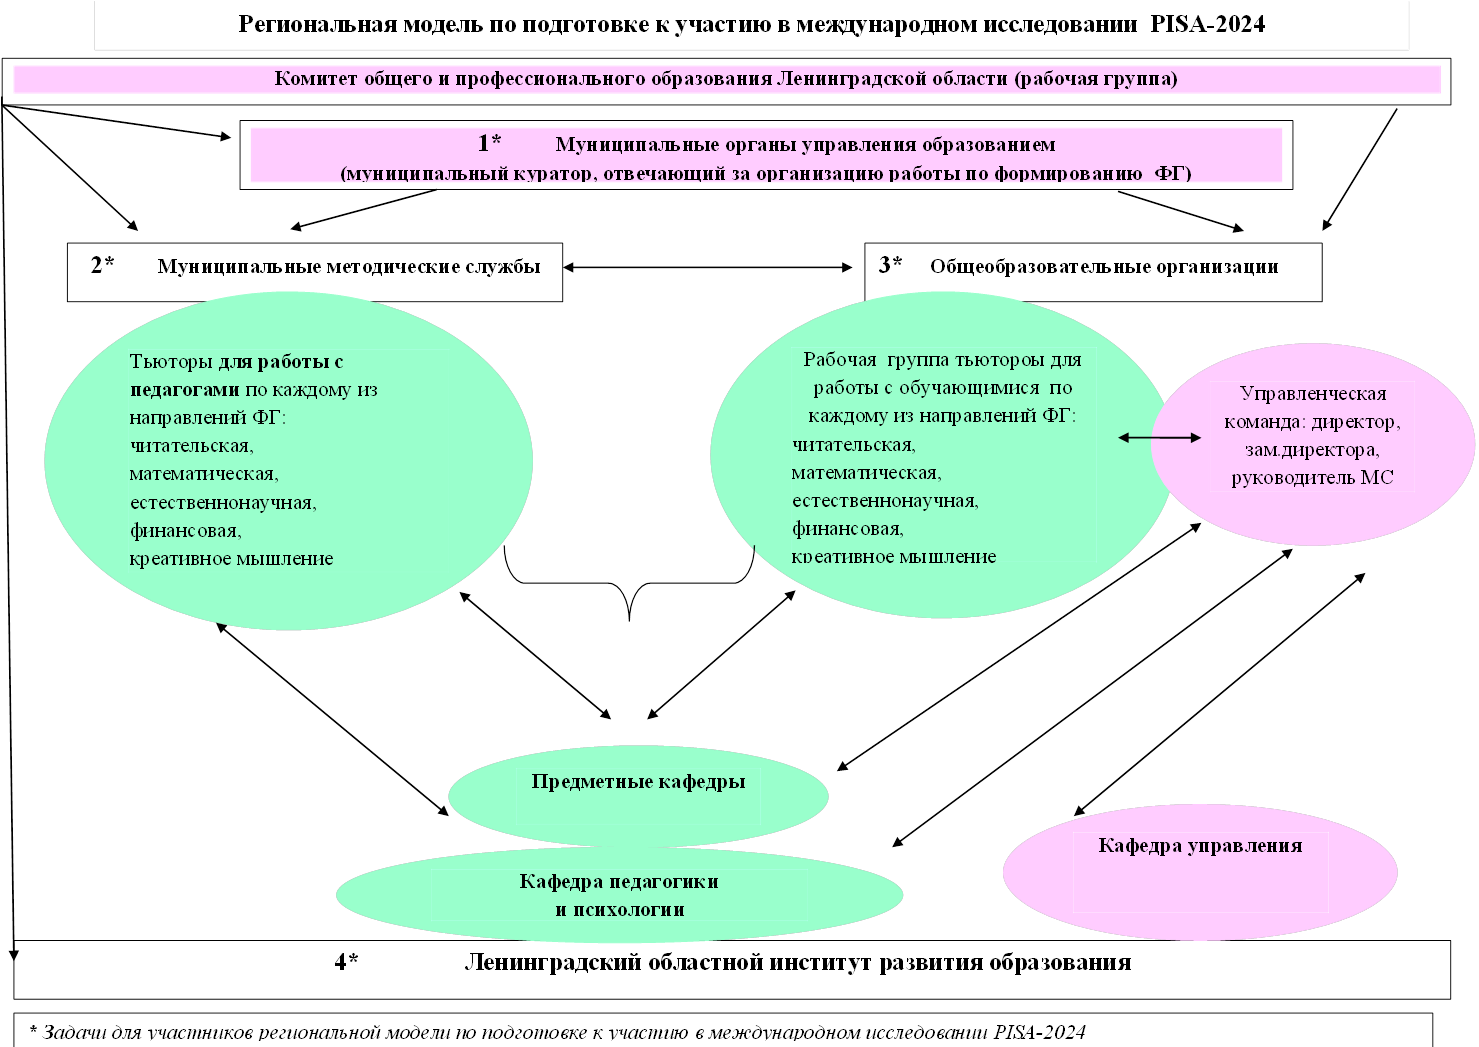 Региональная модель по подготовке к участию в международном исследовании PISA-2024
Комитет общего и профессионального образования Ленинградской области (рабочая группа)
1* Муниципальные органы управления образованием
(муниципальный куратор, отвечающий за организацию работы по формированию ФГ)
2* Муниципальные методические службы
3* Общеобразовательные организации
Тьюторы для работы с
педагогами по каждому из
направлений ФГ:
читательская,
математическая,
естественнонаучная,
финансовая,
креативное мышление
Рабочая группа тьютороы для
работы с обучающимися по
каждому из направлений ФГ:
читательская,
математическая,
естественнонаучная,
финансовая,
креативное мышление
Управленческая
команда: директор,
зам.директора,
руководитель МС
Предметные кафедры
Кафедра педагогики
и психологии
Кафедра управления
4* Ленинградский областной институт развития образования
* Задачи для участников региональной модели по подготовке к участию в международном исследовании PISA-2024